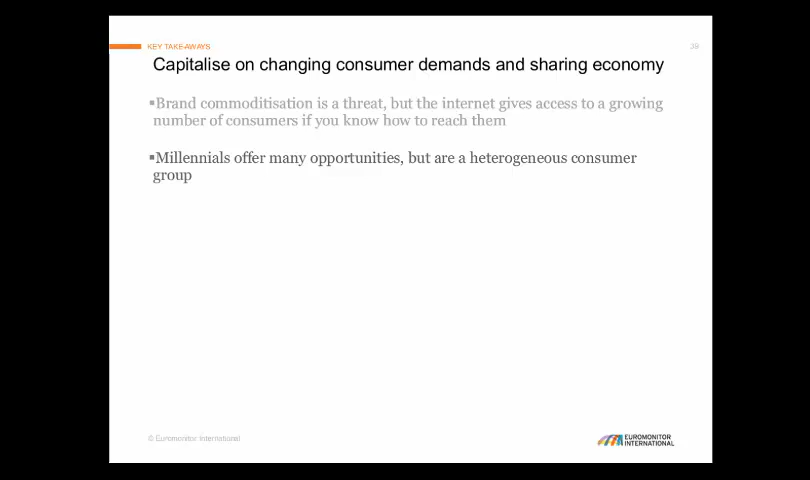 KEY TAKE-AWAYS
39
Capitalise on changing consumer demands and sharing economy
▪Brand commoditisation is a threat, but the internet gives access to a growing
number of consumers if you know how to reach them
▪Millennials offer many opportunities, but are a heterogeneous consumer
group
© Euromonitor International
EUROMONITOR
INTERNATIONAL